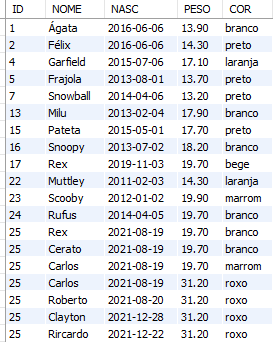 ID NOME NASC PESO COR
1 Ágata 2016-06-06 13.90 branco
2 Félix 2016-06-06 14.30 preto
4 Garfield 2015-07-06 17.10 laranja
5 Frajola 2013-08-01 13.70 preto
7 Snowball 2014-04-06 13.20 preto
13 Milu 2013-02-04 17.90 branco
15 Pateta 2015-05-01 17.70 preto
16 Snoopy 2013-07-02 18.20 branco
17 Rex 2019-11-03 19.70 bege
22 Muttley 2011-02-03 14.30 laranja
23 Scooby 2012-01-02 19.90 marrom
24 Rufus 2014-04-05 19.70 branco
25 Rex 2021-08-19 19.70 branco
25 Cerato 2021-08-19 19.70 branco
25 Carlos 2021-08-19 19.70 marrom
25 Carlos 2021-08-19 31.20 roxo
25 Roberto 2021-08-20 31.20 roxo
25 Clayton 2021-12-28 31.20 roxo
25 Rircardo 2021-12-22 31.20 roxo